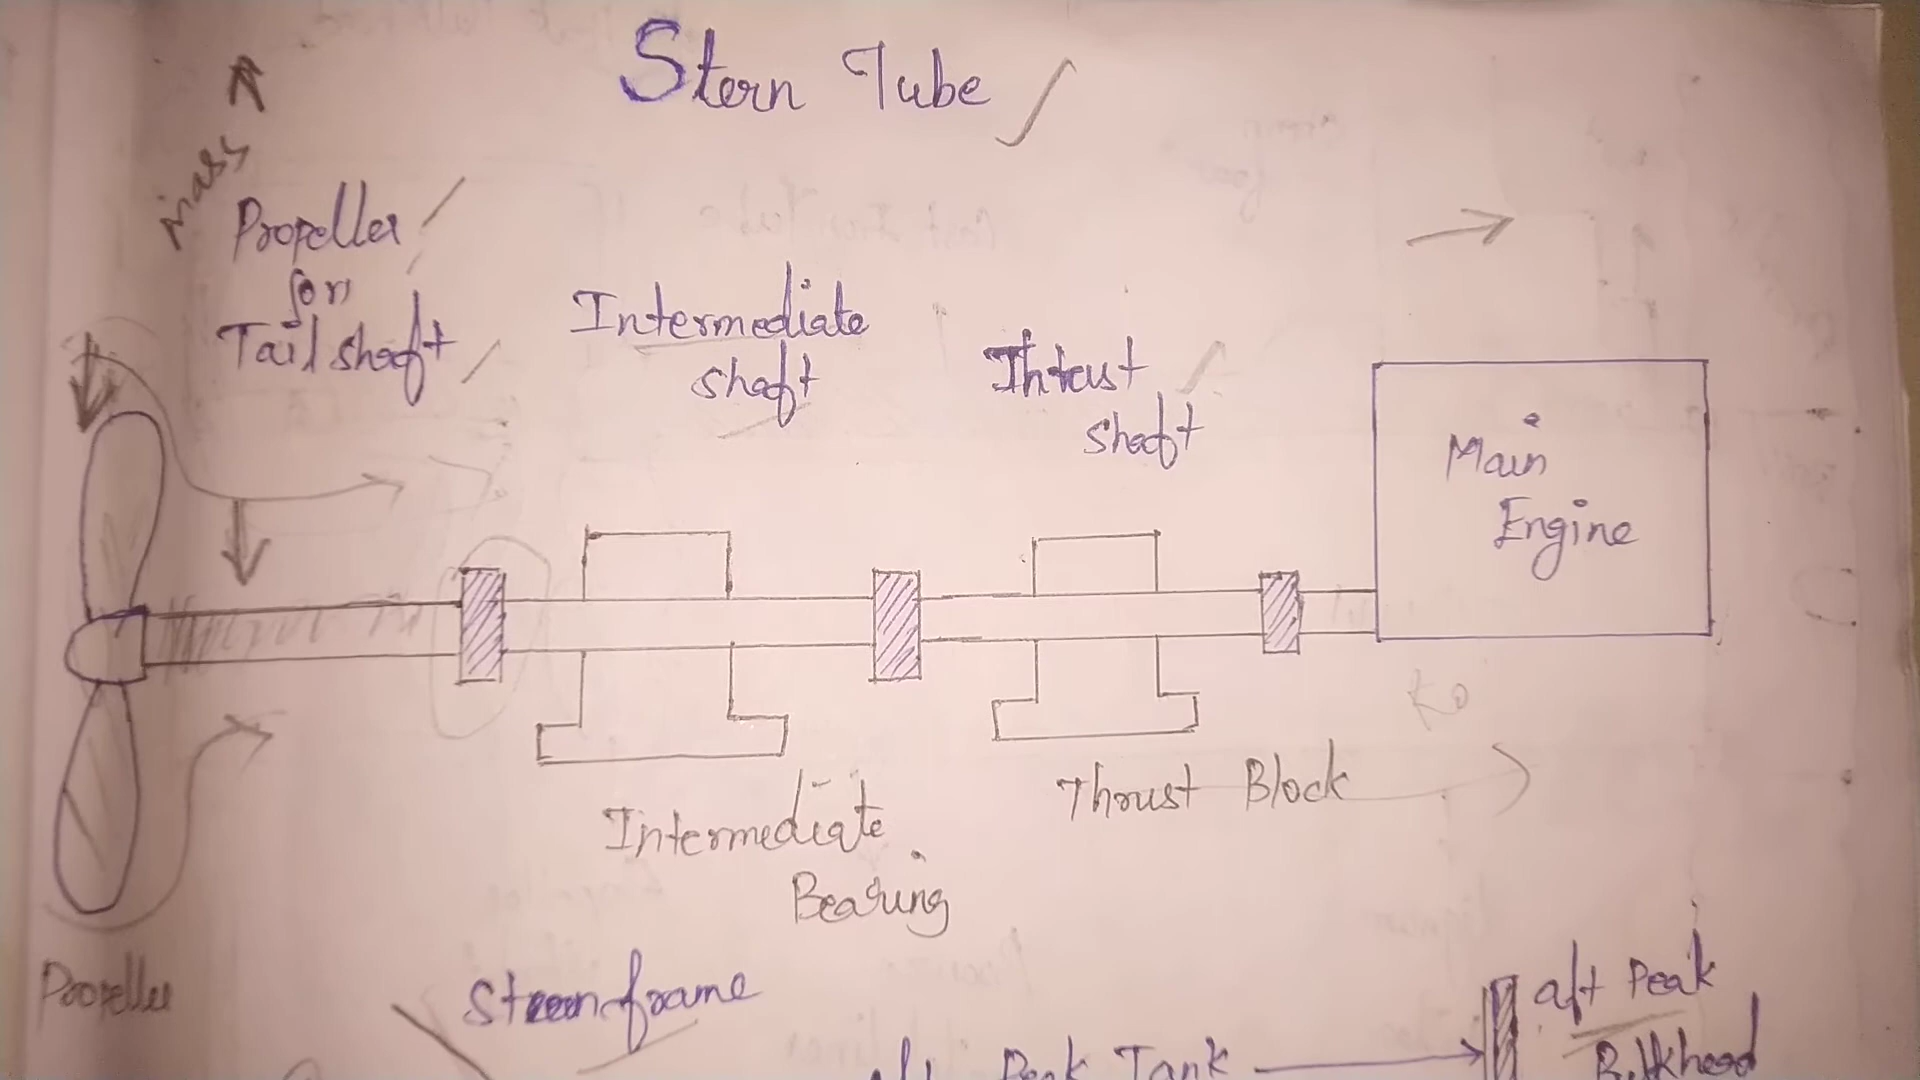 Stern Tube
mass
Propeller
(or)
Tail shaft
Intermediate
shaft
Thrust
shaft
Main
Engine
Thrust Block
Intermediate
Bearing
Propeller
Stern frame
aft Peak
Peak Tank
Bulkhead